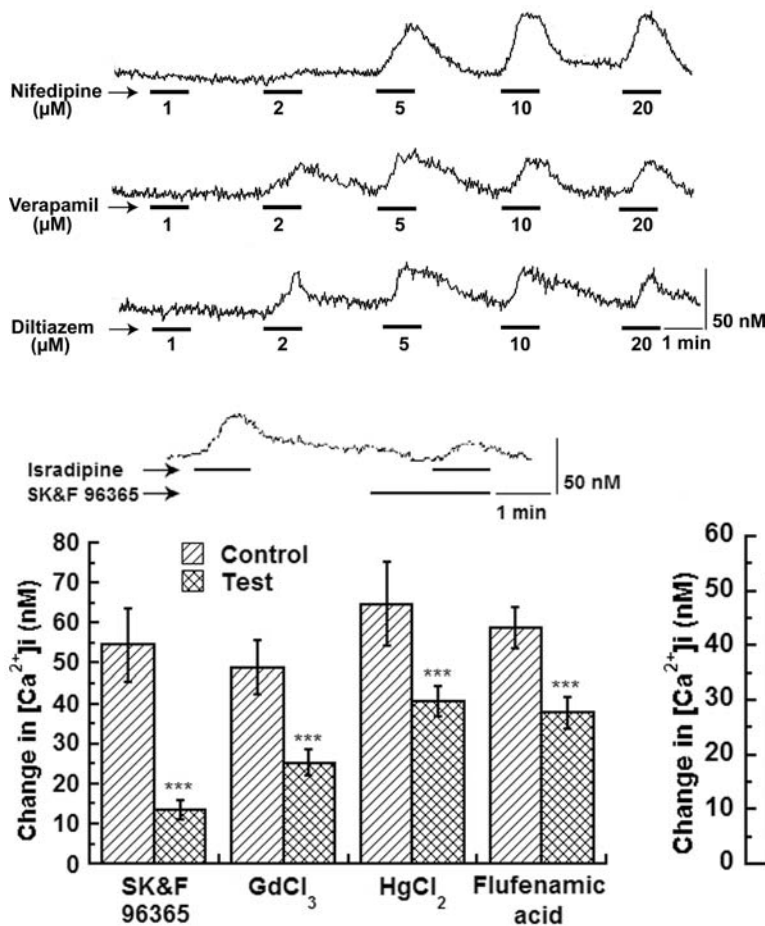 Nifedipine
(µM)
1 2 5 10 20
Verapamil
(µM)
1 2 5 10 20
50 nM
Diltiazem
(µM)
1 2 5 10 20 1 min
Isradipine
SK&F 96365
50 nM
1 min
Change in [Ca²⁺]i (nM)
80
70
60
50
40
30
20
10
0
Control
Test
***
***
***
***
SK&F
96365
GdCl₃
HgCl₂
Flufenamic
acid
Change in [Ca²⁺]i (nM)
60
50
40
30
20
10
0